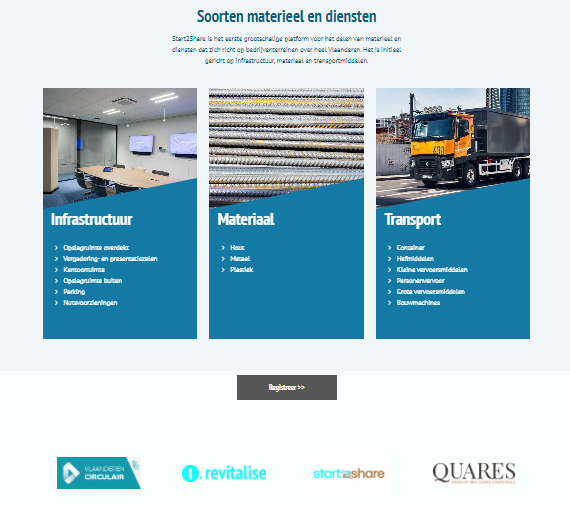 Soorten materieel en diensten
Start2Share is het eerste grootschalige platform voor het delen van materieel en
diensten dat zich richt op bedrijventerreinen over heel Vlaanderen. Het is initieel
gericht op infrastructuur, materiaal en transportmiddelen.
Infrastructuur
Opslagruimte overdekt
Vergadering- en presentatiezalen
Kantoorruimte
Opslagruimte buiten
Parking
Nutsvoorzieningen
Materiaal
Hout
Metaal
Plastiek
Transport
Container
Hefmiddelen
Kleine vervoersmiddelen
Personenvervoer
Grote vervoersmiddelen
Bouwmachines
Registreer >>
VLAANDEREN
CIRCULAIR
revitalise
start2share
QUARES